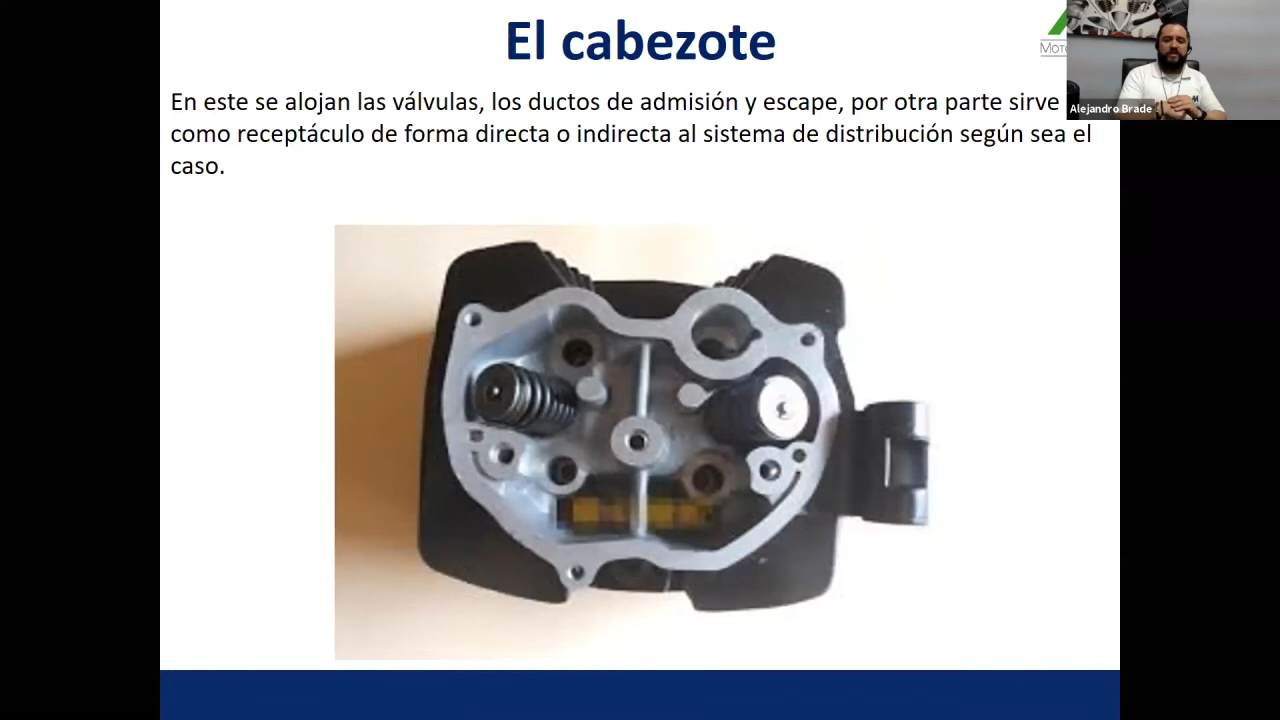 El cabezote
En este se alojan las válvulas, los ductos de admisión y escape, por otra parte sirve
como receptáculo de forma directa o indirecta al sistema de distribución según sea el
caso.
Alejandro Brade